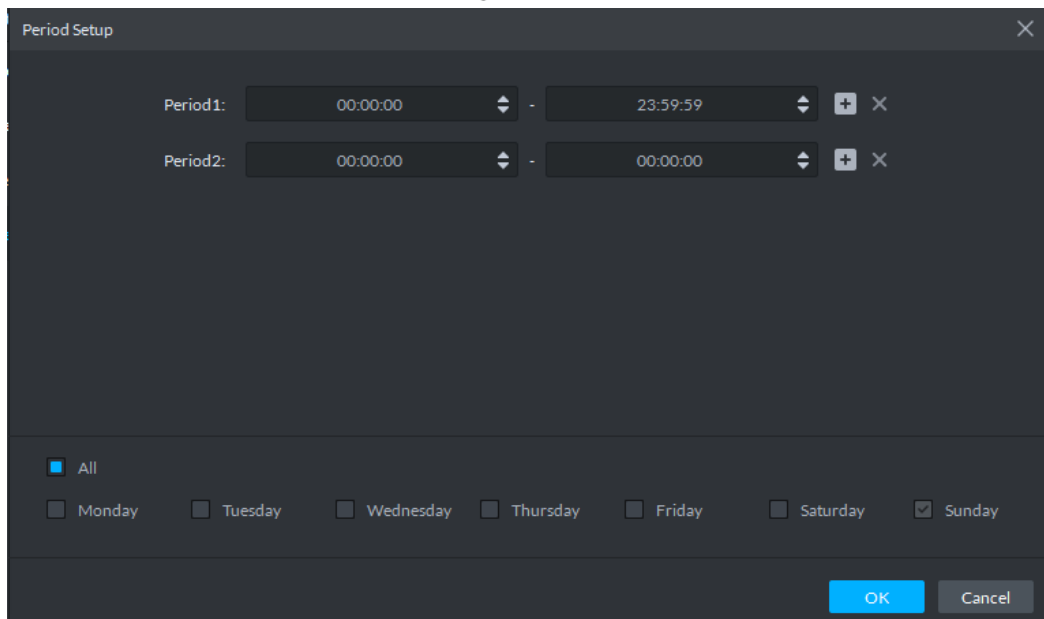 Period Setup
Period1: 00:00:00 - 23:59:59
Period2: 00:00:00 - 00:00:00
All
Monday Tuesday Wednesday Thursday Friday Saturday Sunday
OK Cancel